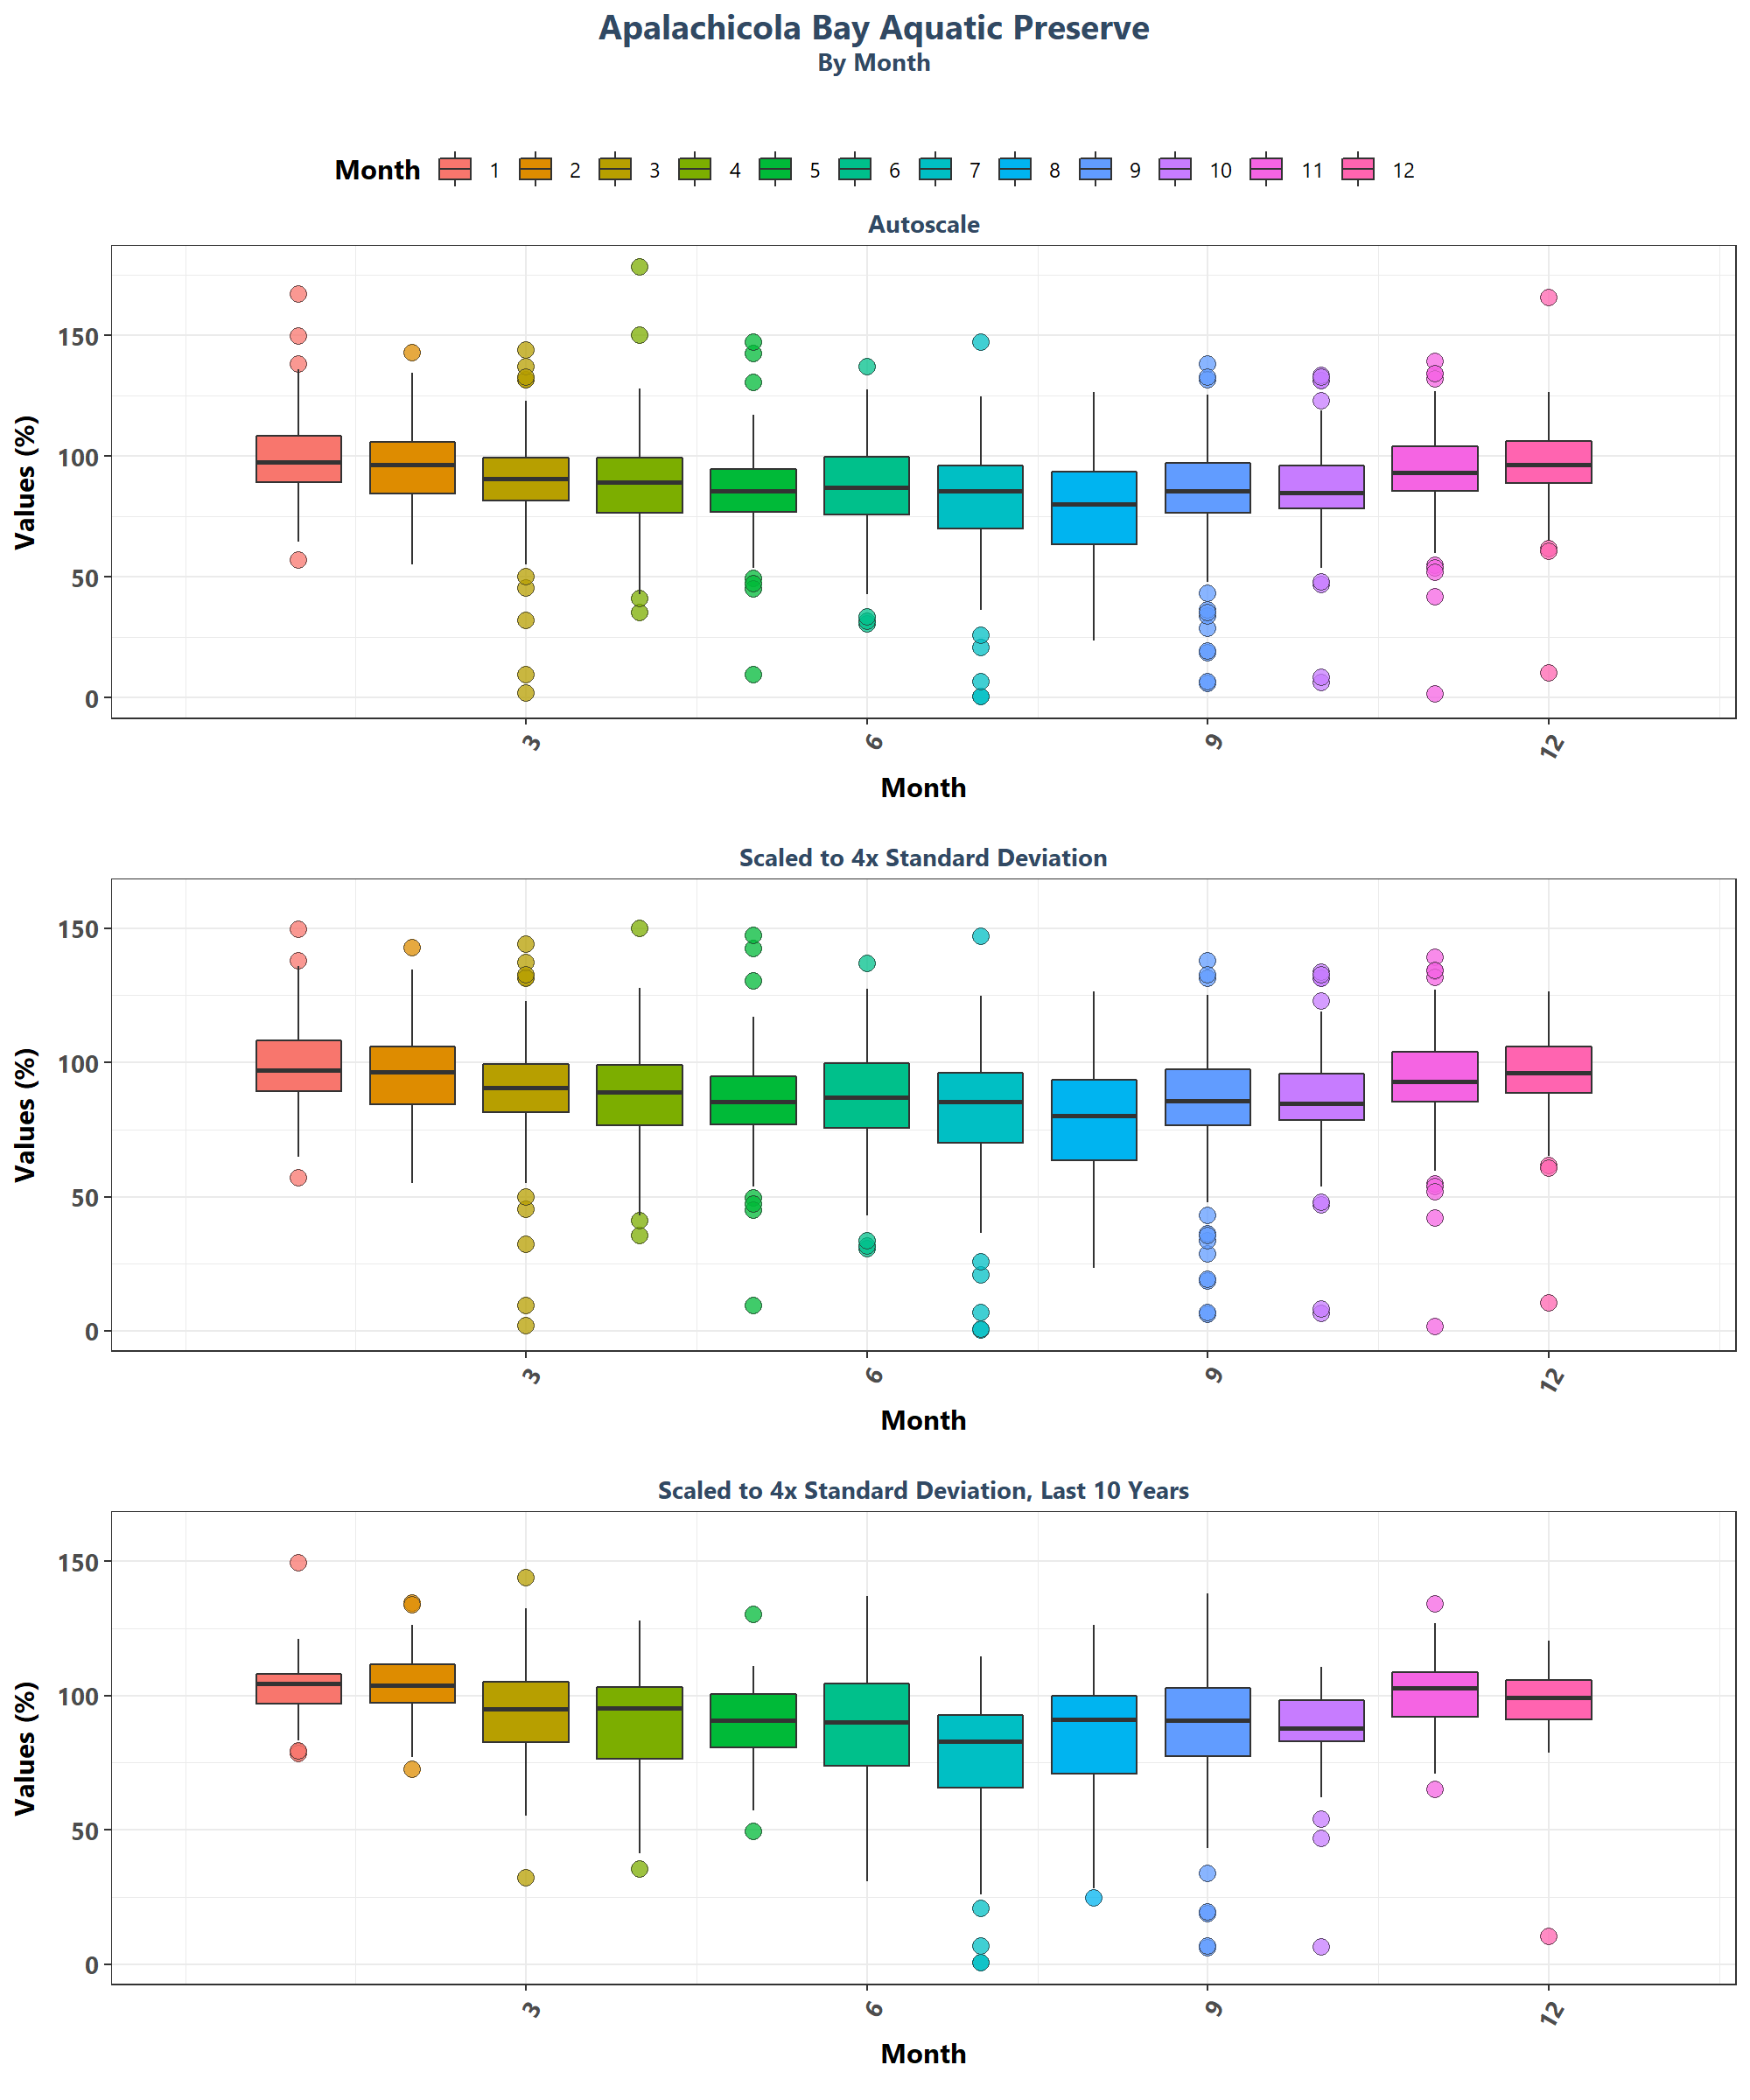 Apalachicola Bay Aquatic Preserve
By Month
Month 1 2 3 4 5 6 7 8 9 10 11 12
Autoscale
Values (%)
150
100
50
0
3 6 9 12
Month
Scaled to 4x Standard Deviation
Values (%)
150
100
50
0
3 6 9 12
Month
Scaled to 4x Standard Deviation, Last 10 Years
Values (%)
150
100
50
0
3 6 9 12
Month